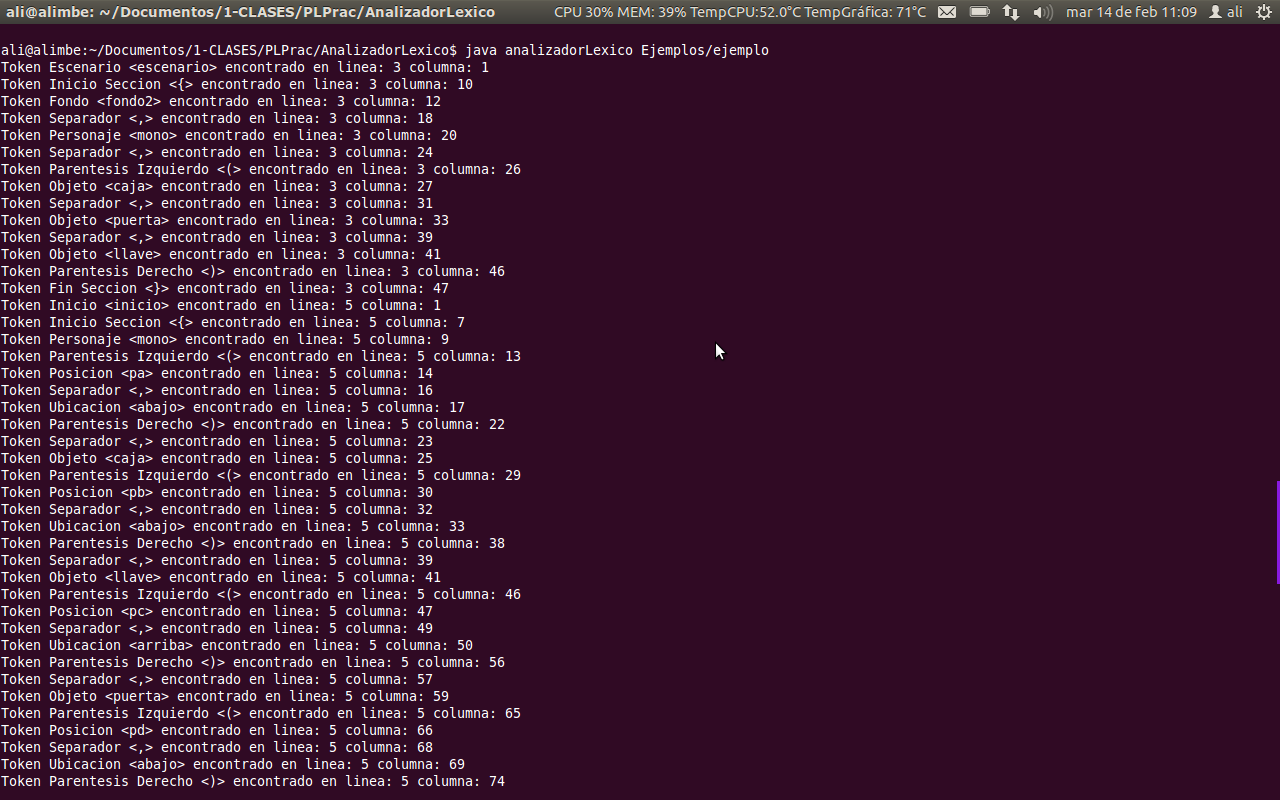 ali@alimbe: ~/Documentos/1-CLASES/PLPrac/AnalizadorLexico CPU 30% MEM: 39% TempCPU:52.0°C TempGráfica: 71°C mar 14 de feb 11:09 ali
ali@alimbe:~/Documentos/1-CLASES/PLPrac/AnalizadorLexico$ java analizadorLexico Ejemplos/ejemplo
Token Escenario <escenario> encontrado en linea: 3 columna: 1
Token Inicio Seccion <{> encontrado en linea: 3 columna: 10
Token Fondo <fondo2> encontrado en linea: 3 columna: 12
Token Separador <,> encontrado en linea: 3 columna: 18
Token Personaje <mono> encontrado en linea: 3 columna: 20
Token Separador <,> encontrado en linea: 3 columna: 24
Token Parentesis Izquierdo <(> encontrado en linea: 3 columna: 26
Token Objeto <caja> encontrado en linea: 3 columna: 27
Token Separador <,> encontrado en linea: 3 columna: 31
Token Objeto <puerta> encontrado en linea: 3 columna: 33
Token Separador <,> encontrado en linea: 3 columna: 39
Token Objeto <llave> encontrado en linea: 3 columna: 41
Token Parentesis Derecho <)> encontrado en linea: 3 columna: 46
Token Fin Seccion <}> encontrado en linea: 3 columna: 47
Token Inicio <inicio> encontrado en linea: 5 columna: 1
Token Inicio Seccion <{> encontrado en linea: 5 columna: 7
Token Personaje <mono> encontrado en linea: 5 columna: 9
Token Parentesis Izquierdo <(> encontrado en linea: 5 columna: 13
Token Posicion <pa> encontrado en linea: 5 columna: 14
Token Separador <,> encontrado en linea: 5 columna: 16
Token Ubicacion <abajo> encontrado en linea: 5 columna: 17
Token Parentesis Derecho <)> encontrado en linea: 5 columna: 22
Token Separador <,> encontrado en linea: 5 columna: 23
Token Objeto <caja> encontrado en linea: 5 columna: 25
Token Parentesis Izquierdo <(> encontrado en linea: 5 columna: 29
Token Posicion <pb> encontrado en linea: 5 columna: 30
Token Separador <,> encontrado en linea: 5 columna: 32
Token Ubicacion <abajo> encontrado en linea: 5 columna: 33
Token Parentesis Derecho <)> encontrado en linea: 5 columna: 38
Token Separador <,> encontrado en linea: 5 columna: 39
Token Objeto <llave> encontrado en linea: 5 columna: 41
Token Parentesis Izquierdo <(> encontrado en linea: 5 columna: 46
Token Posicion <pc> encontrado en linea: 5 columna: 47
Token Separador <,> encontrado en linea: 5 columna: 49
Token Ubicacion <arriba> encontrado en linea: 5 columna: 50
Token Parentesis Derecho <)> encontrado en linea: 5 columna: 56
Token Separador <,> encontrado en linea: 5 columna: 57
Token Objeto <puerta> encontrado en linea: 5 columna: 59
Token Parentesis Izquierdo <(> encontrado en linea: 5 columna: 65
Token Posicion <pd> encontrado en linea: 5 columna: 66
Token Separador <,> encontrado en linea: 5 columna: 68
Token Ubicacion <abajo> encontrado en linea: 5 columna: 69
Token Parentesis Derecho <)> encontrado en linea: 5 columna: 74